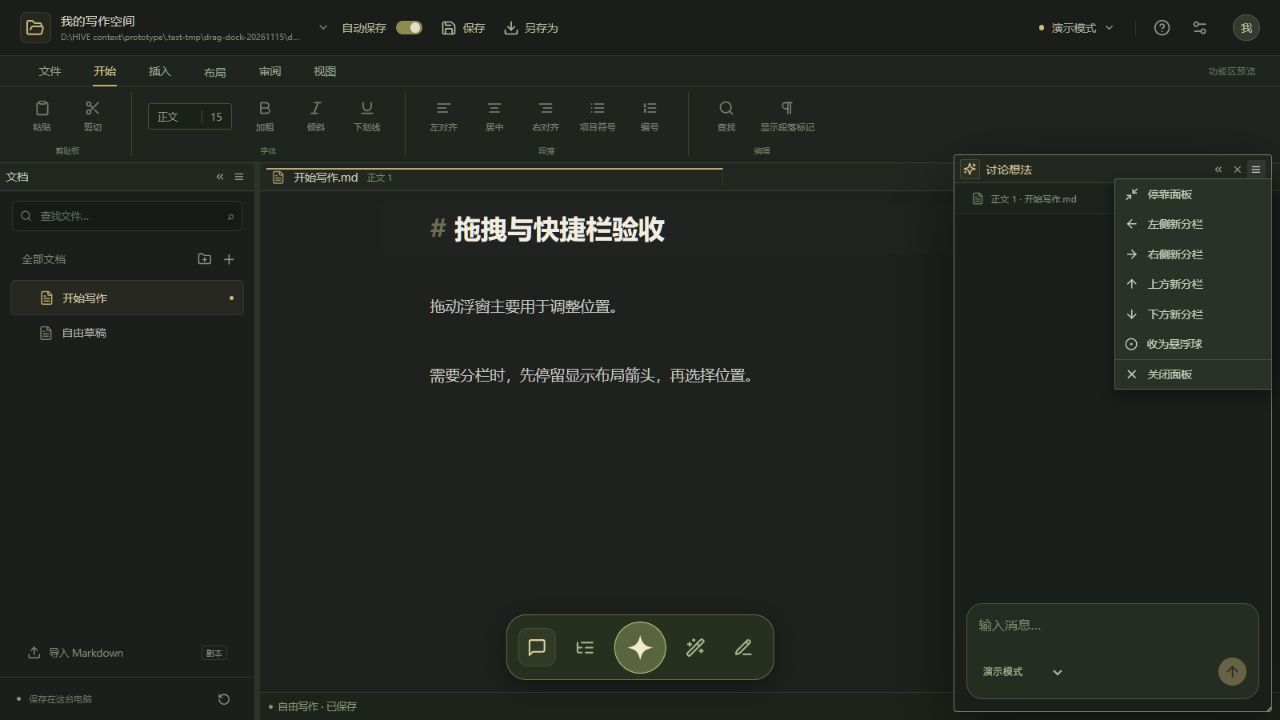 我的写作空间
D:\HIVE context\prototype\.test-tmp\drag-dock-20261115\d...
自动保存
保存
另存为
演示模式
我
文件
开始
插入
布局
审阅
视图
功能区预览
粘贴
剪切
剪贴板
正文
15
加粗
倾斜
下划线
字体
左对齐
居中
右对齐
项目符号
编号
段落
查找
显示段落标记
编辑
文档
查找文件...
全部文档
开始写作
自由草稿
导入 Markdown
副本
保存在这台电脑
开始写作.md
正文 1
# 拖拽与快捷栏验收
拖动浮窗主要用于调整位置。
需要分栏时，先停留显示布局箭头，再选择位置。
自由写作 · 已保存
讨论想法
正文 1 · 开始写作.md
停靠面板
左侧新分栏
右侧新分栏
上方新分栏
下方新分栏
收为悬浮球
关闭面板
输入消息...
演示模式